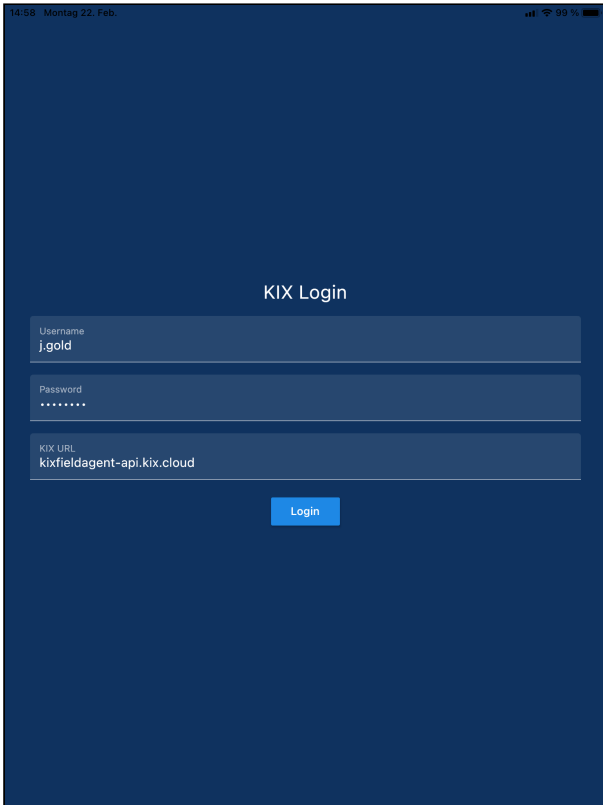 14:58 Montag 22. Feb. 99 %
KIX Login
Username
j.gold
Password
••••••••
KIX URL
kixfieldagent-api.kix.cloud
Login